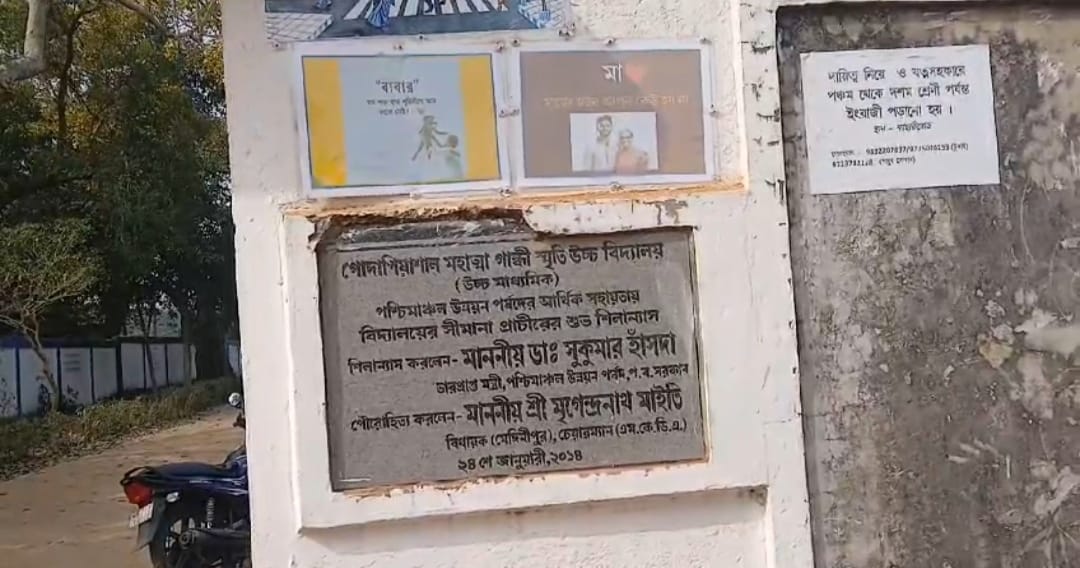 "বাবার"
মা
দায়িত্ব নিয়ে ও যত্নসহকারে
পঞ্চম থেকে দশম শ্রেনী পর্যন্ত
ইংরাজী পড়ানো হয় ।
স্থান -
গোদাপিয়াশাল মহাত্মা গান্ধী স্মৃতি উচ্চ বিদ্যালয়
(উচ্চ মাধ্যমিক)
পশ্চিমাঞ্চল উন্নয়ন পর্ষদের আর্থিক সহায়তায়
বিদ্যালয়ের সীমানা প্রাচীরের শুভ শিলান্যাস
শিলান্যাস করলেন- মাননীয় ডাঃ সুকুমার হাঁসদা
ভারপ্রাপ্ত মন্ত্রী, পশ্চিমাঞ্চল উন্নয়ন পর্ষদ, প.ব. সরকার
পৌরোহিত্য করলেন- মাননীয় শ্রী মৃগেন্দ্রনাথ মাইতি
বিধায়ক (মেদিনীপুর), চেয়ারম্যান (এম.কে.ডি.এ.)
২৪ শে জানুয়ারী, ২০১৪